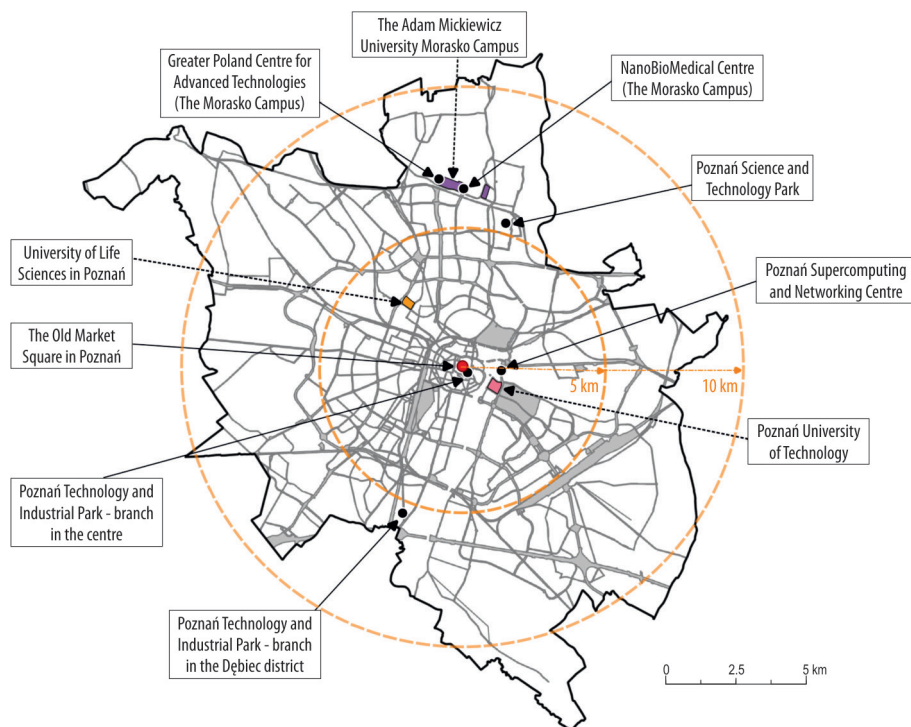 The Adam Mickiewicz
University Morasko Campus
Greater Poland Centre for
Advanced Technologies
(The Morasko Campus)
NanoBioMedical Centre
(The Morasko Campus)
Poznań Science and
Technology Park
University of Life
Sciences in Poznań
Poznań Supercomputing
and Networking Centre
The Old Market
Square in Poznań
5 km
10 km
Poznań University
of Technology
Poznań Technology and
Industrial Park - branch
in the centre
Poznań Technology and
Industrial Park - branch
in the Dębiec district
0 2.5 5 km